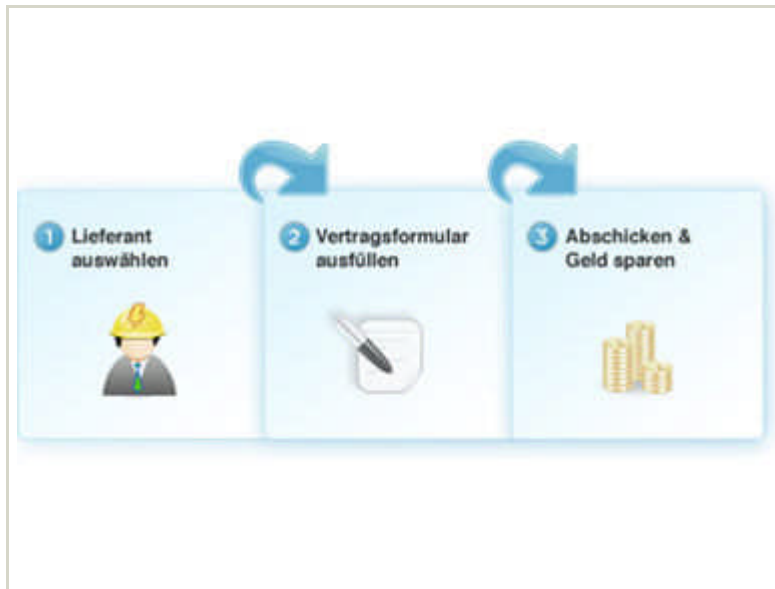 1 Lieferant
auswählen
2 Vertragsformular
ausfüllen
3 Abschicken &
Geld sparen